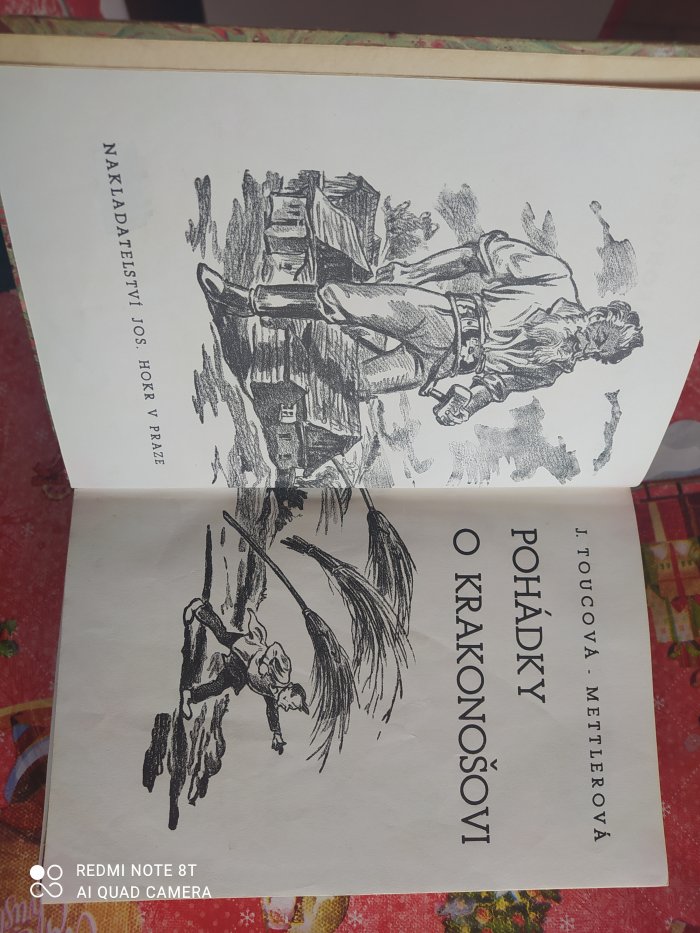 NAKLADATELSTVÍ JOS. HOKR V PRAZE
J. TOUCOVÁ - METTLEROVÁ
POHÁDKY
O KRAKONOŠOVI
REDMI NOTE 8T
AI QUAD CAMERA